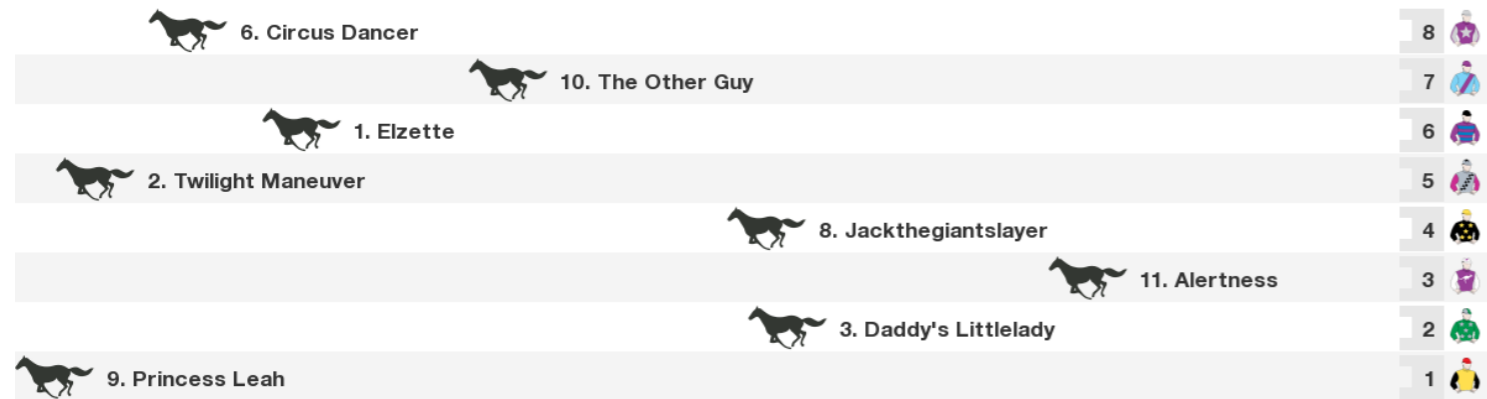 6. Circus Dancer 8
10. The Other Guy 7
1. Elzette 6
2. Twilight Maneuver 5
8. Jackthegiantslayer 4
11. Alertness 3
3. Daddy's Littlelady 2
9. Princess Leah 1